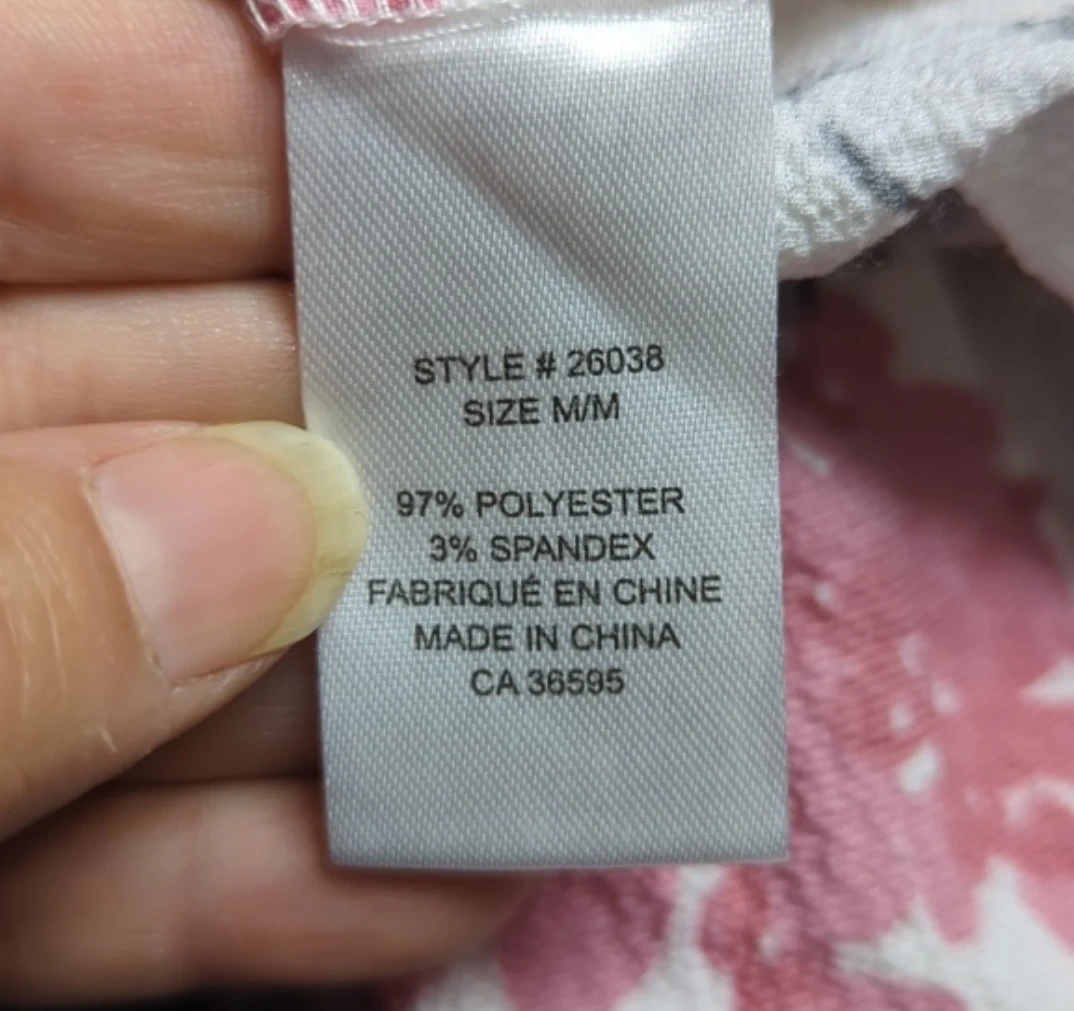 STYLE # 26038
SIZE M/M
97% POLYESTER
3% SPANDEX
FABRIQUÉ EN CHINE
MADE IN CHINA
CA 36595